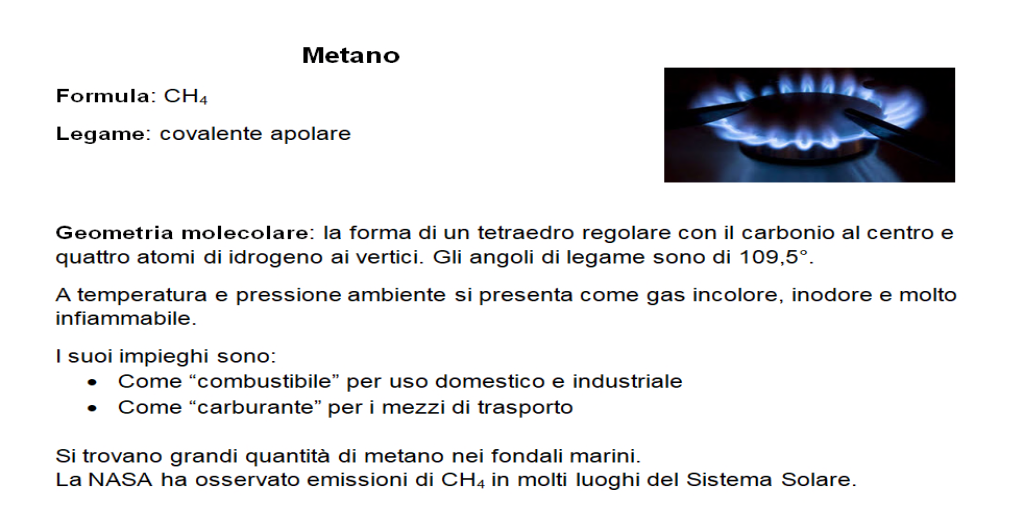 Metano
Formula: CH₄
Legame: covalente apolare
Geometria molecolare: la forma di un tetraedro regolare con il carbonio al centro e
quattro atomi di idrogeno ai vertici. Gli angoli di legame sono di 109,5°.
A temperatura e pressione ambiente si presenta come gas incolore, inodore e molto
infiammabile.
I suoi impieghi sono:
• Come “combustibile” per uso domestico e industriale
• Come “carburante” per i mezzi di trasporto
Si trovano grandi quantità di metano nei fondali marini.
La NASA ha osservato emissioni di CH₄ in molti luoghi del Sistema Solare.